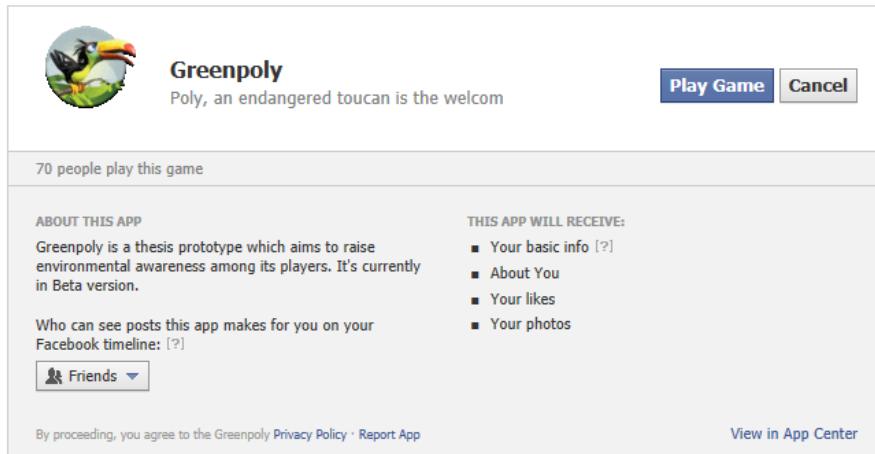 Greenpoly
Poly, an endangered toucan is the welcom
Play Game
Cancel
70 people play this game
ABOUT THIS APP
Greenpoly is a thesis prototype which aims to raise
environmental awareness among its players. It's currently
in Beta version.
Who can see posts this app makes for you on your
Facebook timeline: [?]
Friends
THIS APP WILL RECEIVE:
Your basic info [?]
About You
Your likes
Your photos
By proceeding, you agree to the Greenpoly Privacy Policy · Report App
View in App Center